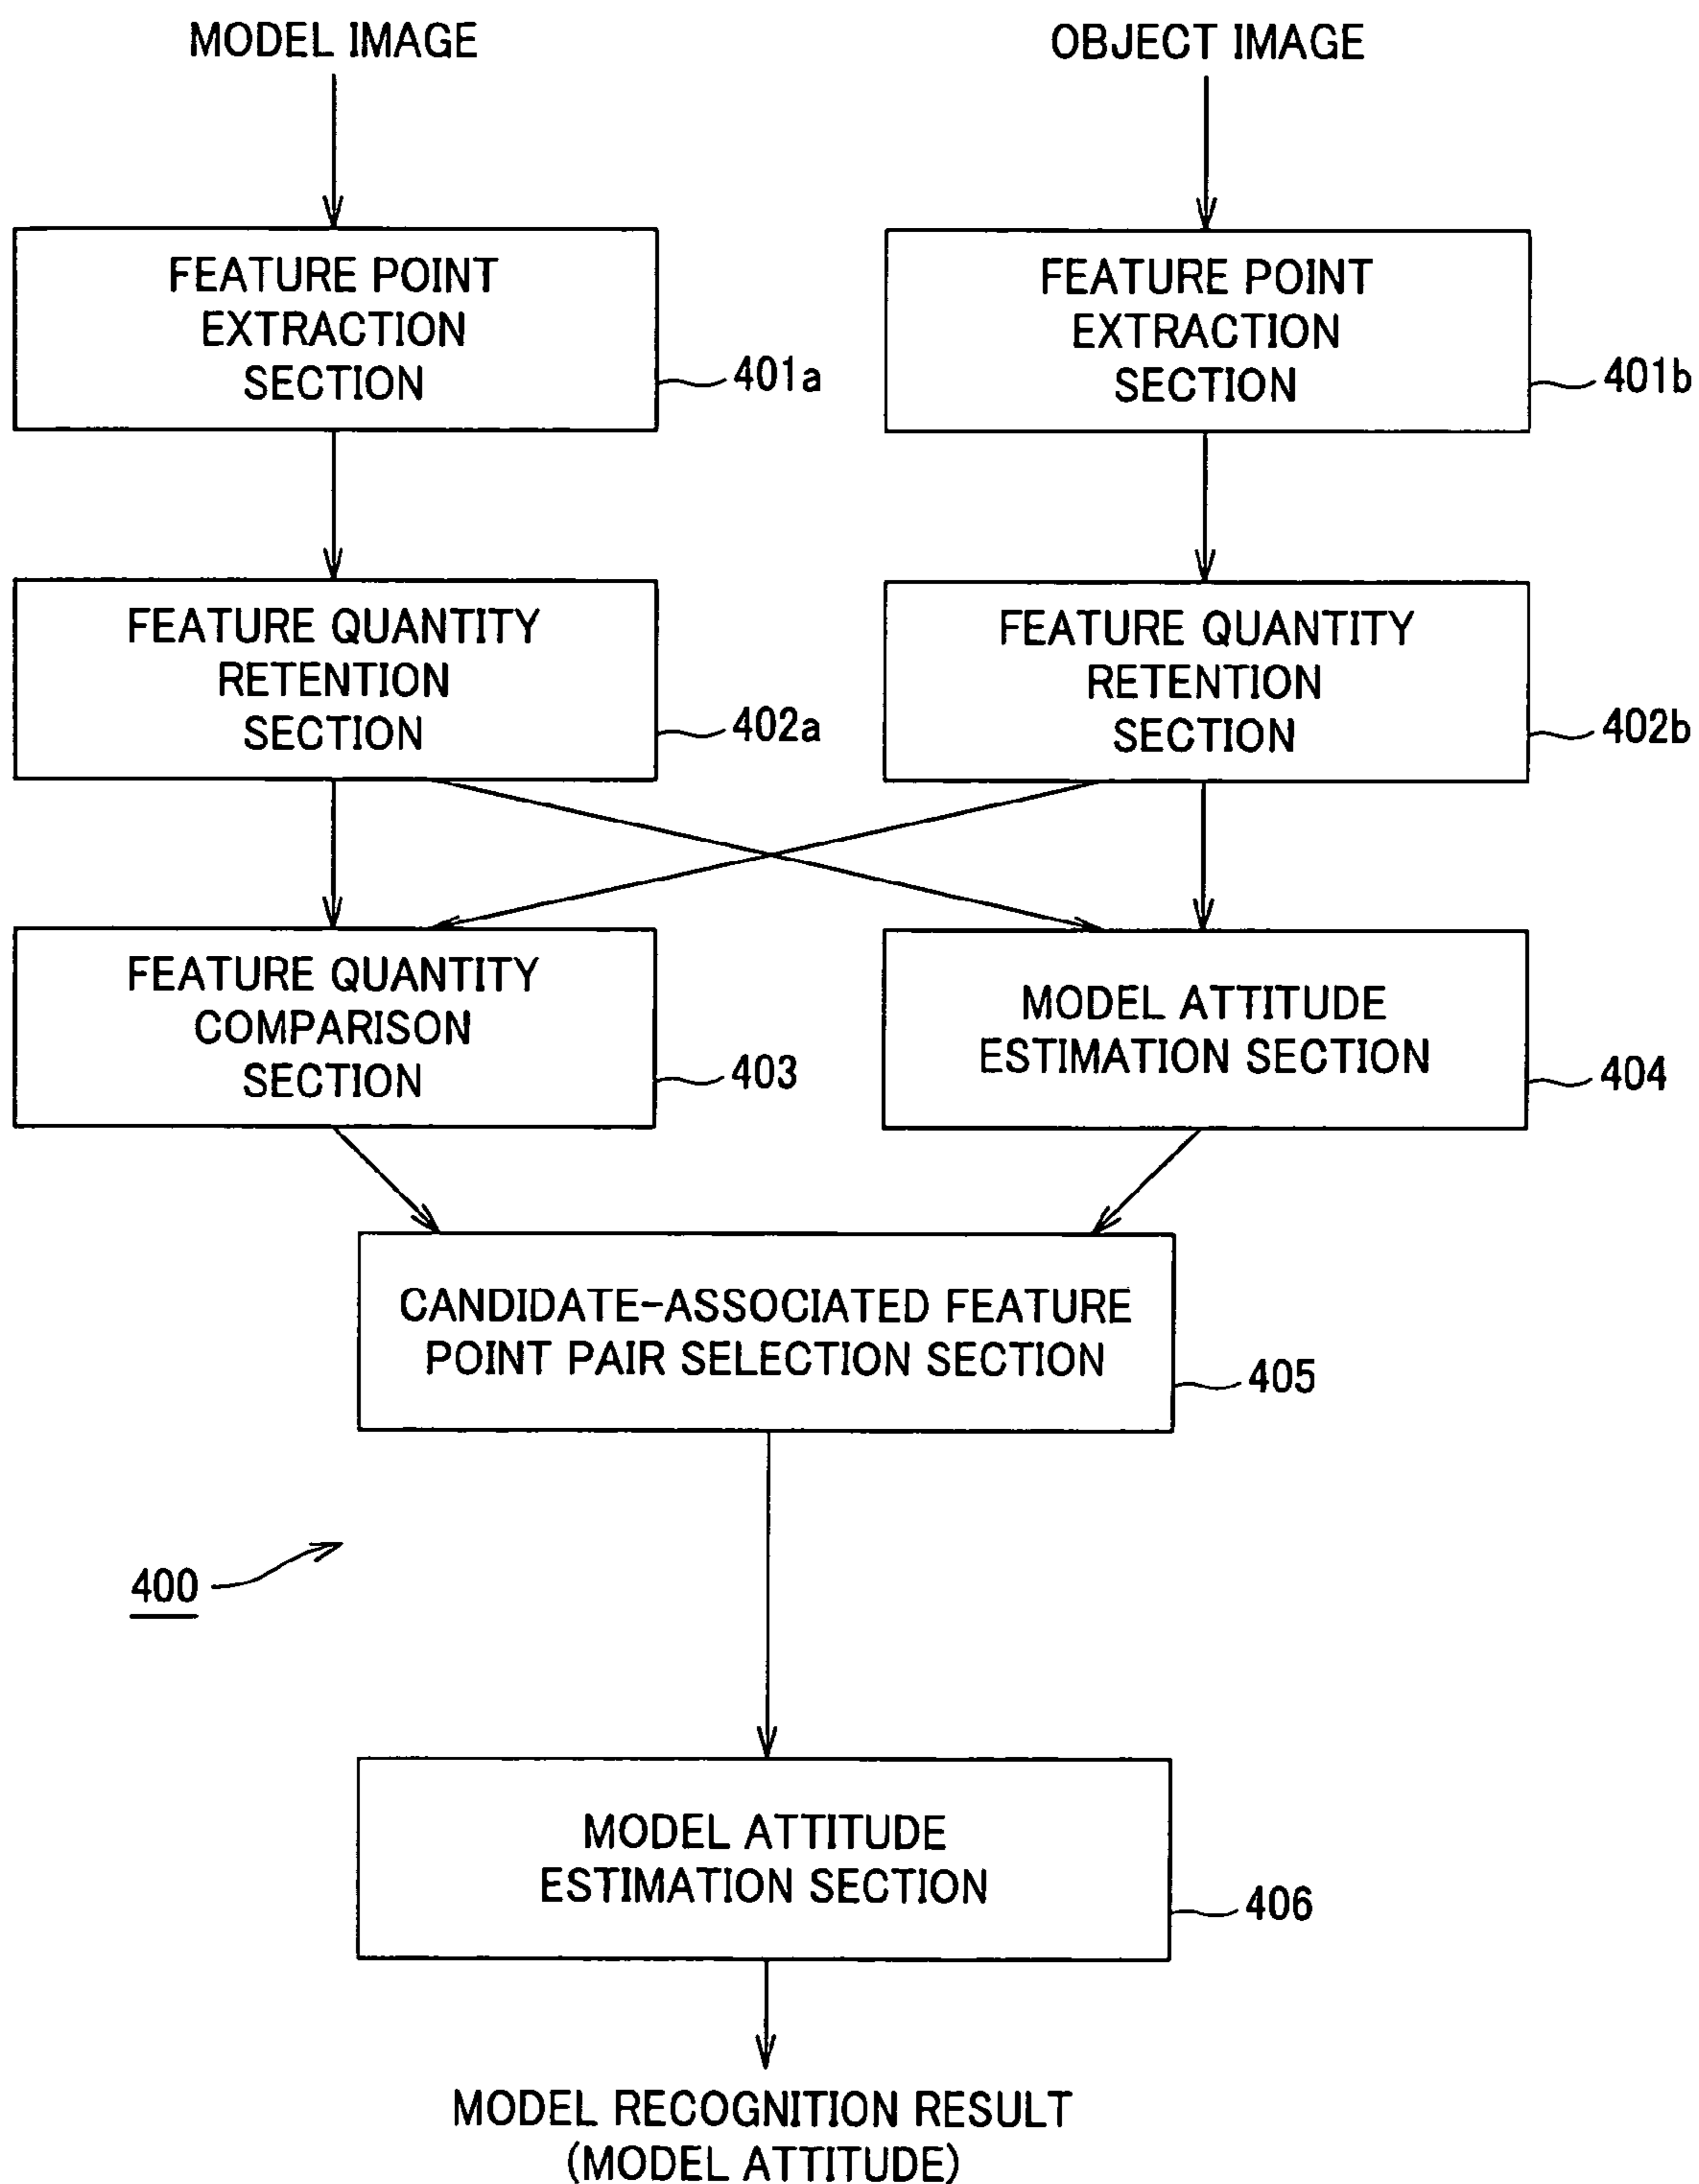 MODEL IMAGE
OBJECT IMAGE
FEATURE POINT
EXTRACTION
SECTION
401a
FEATURE POINT
EXTRACTION
SECTION
401b
FEATURE QUANTITY
RETENTION
SECTION
402a
FEATURE QUANTITY
RETENTION
SECTION
402b
FEATURE QUANTITY
COMPARISON
SECTION
403
MODEL ATTITUDE
ESTIMATION SECTION
404
CANDIDATE-ASSOCIATED FEATURE
POINT PAIR SELECTION SECTION
405
400
MODEL ATTITUDE
ESTIMATION SECTION
406
MODEL RECOGNITION RESULT
(MODEL ATTITUDE)